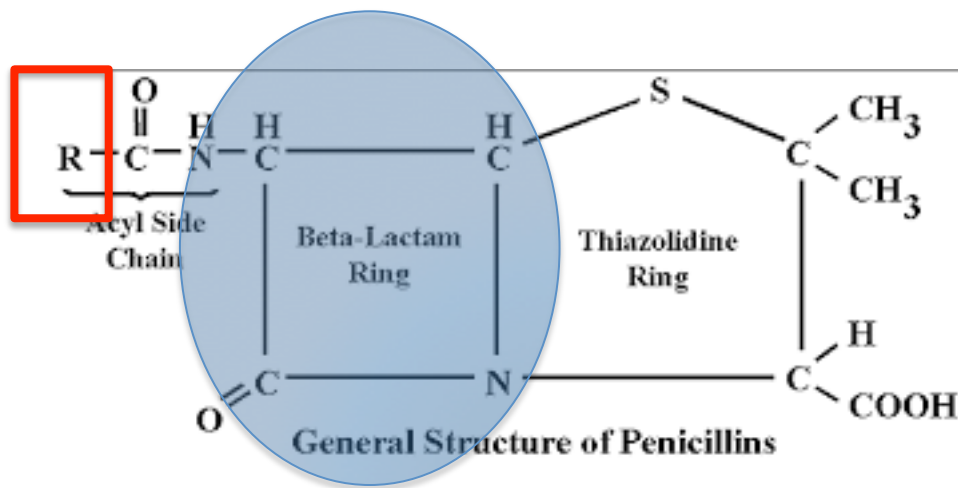 O
H
H
S
CH3
R
C
N
C
C
C
CH3
Acyl Side
Chain
Beta-Lactam
Ring
Thiazolidine
Ring
H
C
N
C
O
COOH
General Structure of Penicillins